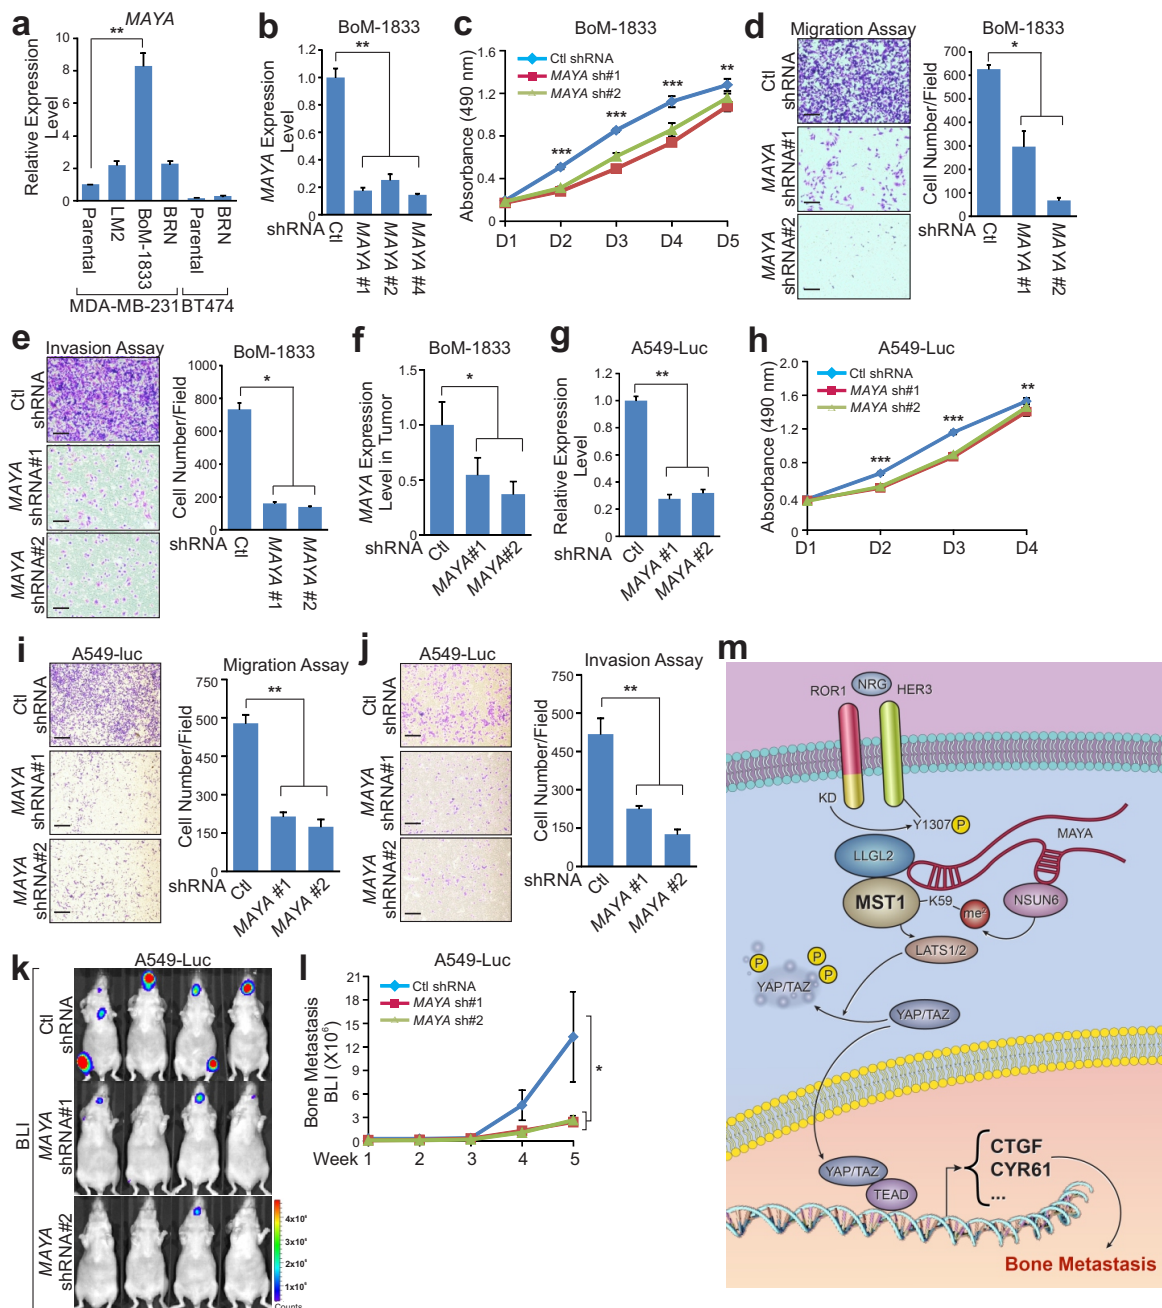 a
MAYA
**
Relative Expression
Level
10
8
6
4
2
0
Parental
LM2
BoM-1833
BRN
Parental
BRN
MDA-MB-231
BT474
b
BoM-1833
**
MAYA Expression
Level
1.2
1.0
0.8
0.6
0.4
0.2
0
shRNA
Ctl
MAYA #1
MAYA #2
MAYA #4
c
BoM-1833
Ctl shRNA
MAYA sh#1
MAYA sh#2
Absorbance (490 nm)
1.6
1.2
0.8
0.4
0
***
***
***
**
D1
D2
D3
D4
D5
d
Migration Assay
Ctl
shRNA
MAYA
shRNA#1
MAYA
shRNA#2
BoM-1833
*
Cell Number/Field
700
600
500
400
300
200
100
0
shRNA
Ctl
MAYA #1
MAYA #2
e
Invasion Assay
Ctl
shRNA
MAYA
shRNA#1
MAYA
shRNA#2
BoM-1833
*
Cell Number/Field
1000
800
600
400
200
0
shRNA
Ctl
MAYA #1
MAYA #2
f
BoM-1833
*
MAYA Expression
Level in Tumor
1.5
1.0
0.5
0
shRNA
Ctl
MAYA#1
MAYA#2
g
A549-Luc
**
Relative Expression
Level
1.2
1.0
0.8
0.6
0.4
0.2
0
shRNA
Ctl
MAYA #1
MAYA #2
h
A549-Luc
Ctl shRNA
MAYA sh#1
MAYA sh#2
Absorbance (490 nm)
2.0
1.6
1.2
0.8
0.4
0
***
***
**
D1
D2
D3
D4
i
A549-luc
Ctl
shRNA
MAYA
shRNA#1
MAYA
shRNA#2
Migration Assay
**
Cell Number/Field
750
600
450
300
150
0
shRNA
Ctl
MAYA #1
MAYA #2
j
A549-Luc
Ctl
shRNA
MAYA
shRNA#1
MAYA
shRNA#2
Invasion Assay
**
Cell Number/Field
750
600
450
300
150
0
shRNA
Ctl
MAYA #1
MAYA #2
k
A549-Luc
BLI
Ctl
shRNA
MAYA
shRNA#1
MAYA
shRNA#2
Counts
l
A549-Luc
Ctl shRNA
MAYA sh#1
MAYA sh#2
Bone Metastasis
BLI (X10⁶)
21
18
15
12
9
6
3
0
*
Week
1
2
3
4
5
m
NRG
ROR1
HER3
KD
Y1307
P
MAYA
LLGL2
MST1
K59
me²
NSUN6
LATS1/2
P
P
P
YAP/TAZ
YAP/TAZ
YAP/TAZ
TEAD
CTGF
CYR61
...
Bone Metastasis